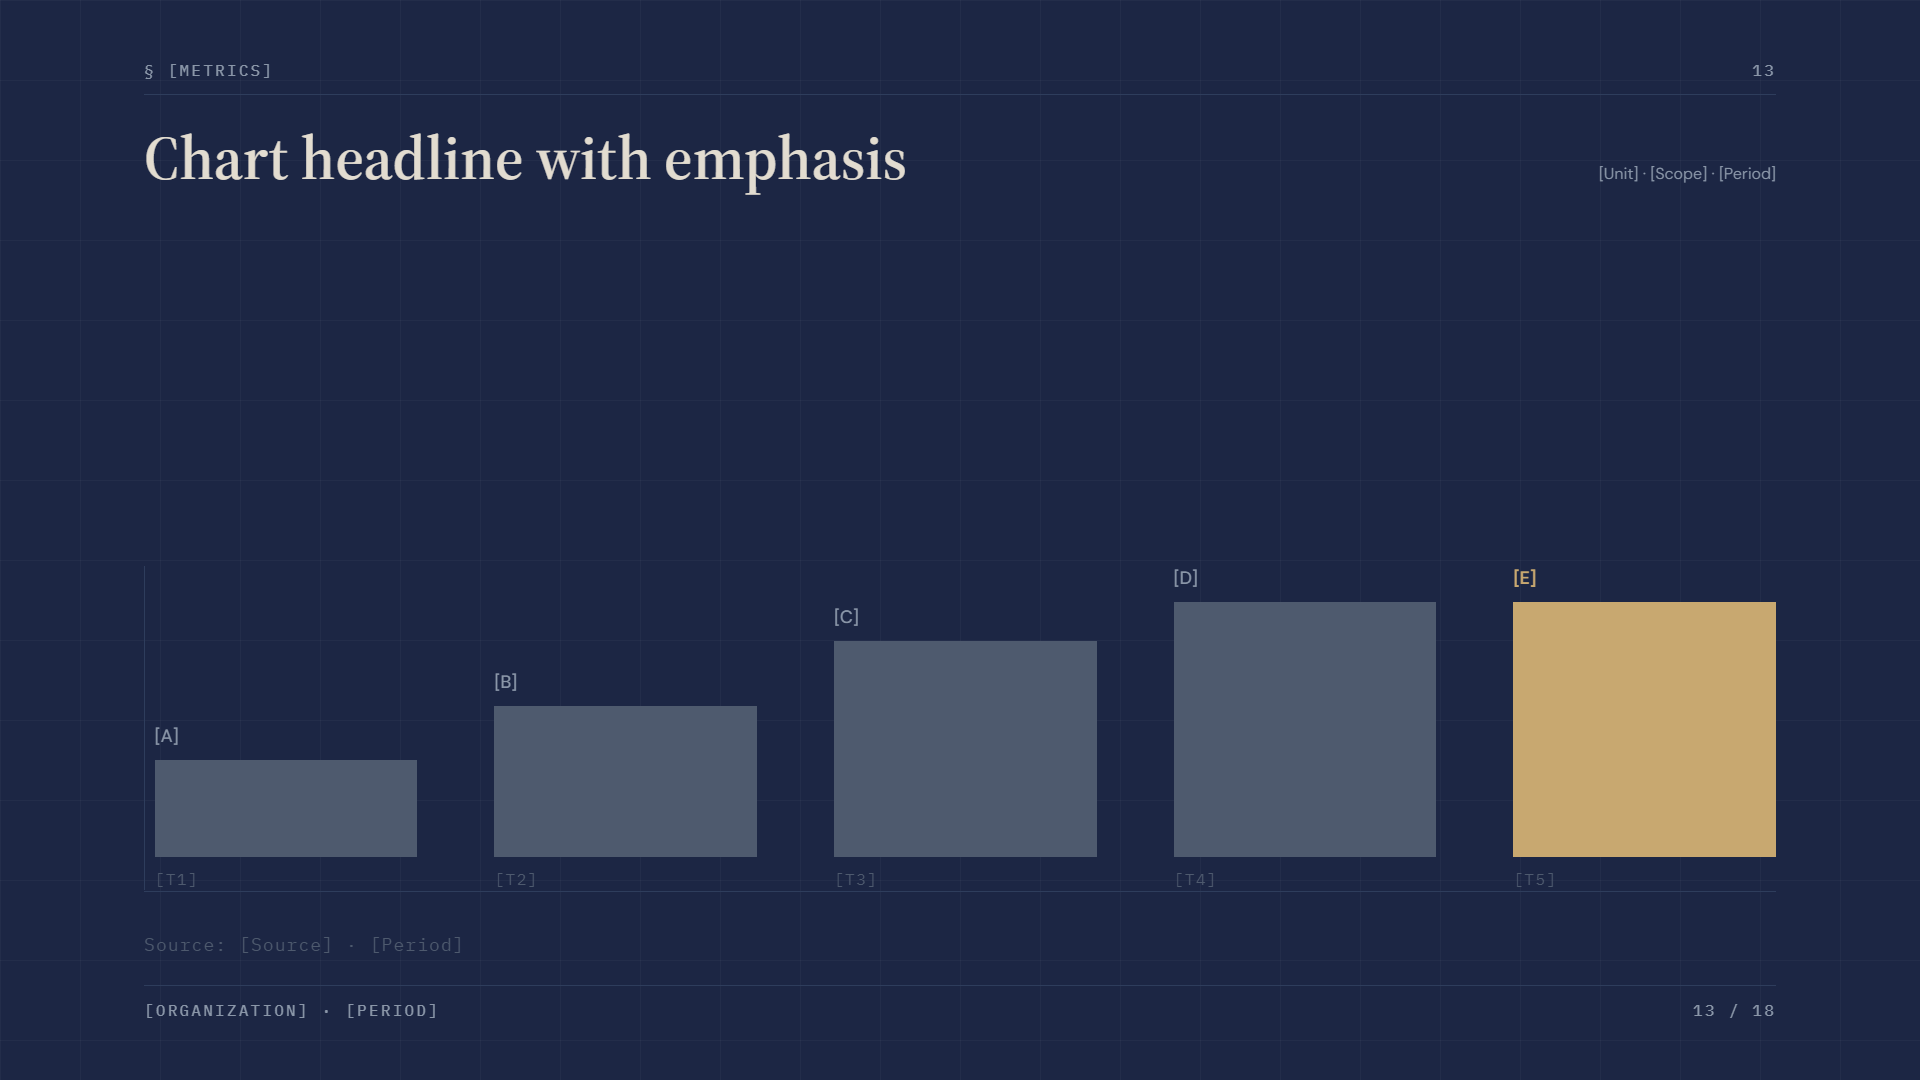 § [METRICS]
13
Chart headline with emphasis
[Unit] · [Scope] · [Period]
[A]
[B]
[C]
[D]
[E]
[T1]
[T2]
[T3]
[T4]
[T5]
Source: [Source] · [Period]
[ORGANIZATION] · [PERIOD]
13 / 18